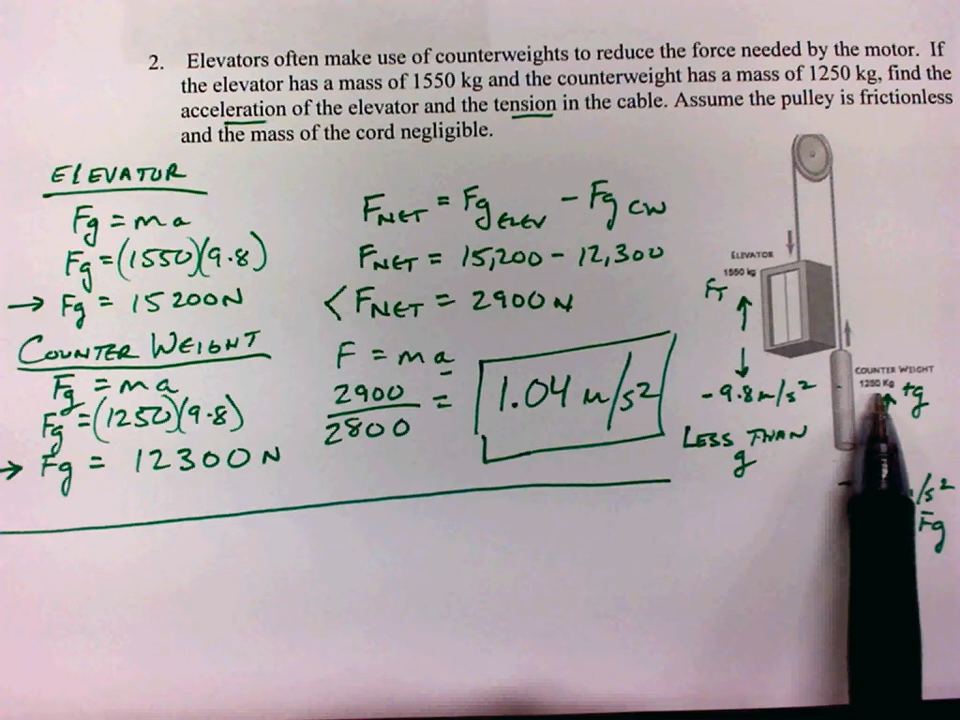 2. Elevators often make use of counterweights to reduce the force needed by the motor. If
the elevator has a mass of 1550 kg and the counterweight has a mass of 1250 kg, find the
acceleration of the elevator and the tension in the cable. Assume the pulley is frictionless
and the mass of the cord negligible.
ELEVATOR
Fg = ma
Fg = (1550)(9.8)
→ Fg = 15200N
COUNTER WEIGHT
Fg = ma
Fg = (1250)(9.8)
→ Fg = 12300N
FNET = Fg ELEV - Fg CW
FNET = 15,200 - 12,300
FNET = 2900N
F = ma
2900
2800
= 1.04 m/s²
ELEVATOR
1550 kg
FT
-9.8m/s²
LESS THAN
g
COUNTER WEIGHT
1250 Kg
+g
/s²
Fg